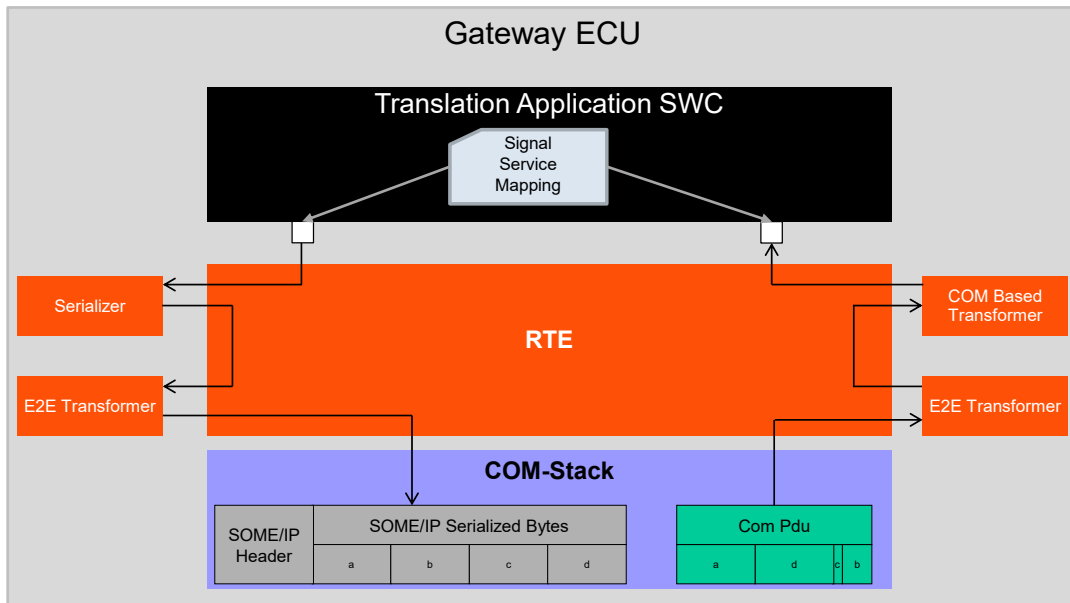 Gateway ECU
Translation Application SWC
Signal
Service
Mapping
Serializer
COM Based
Transformer
RTE
E2E Transformer
E2E Transformer
COM-Stack
SOME/IP
Header
SOME/IP Serialized Bytes
a
b
c
d
Com Pdu
a
d
c
b